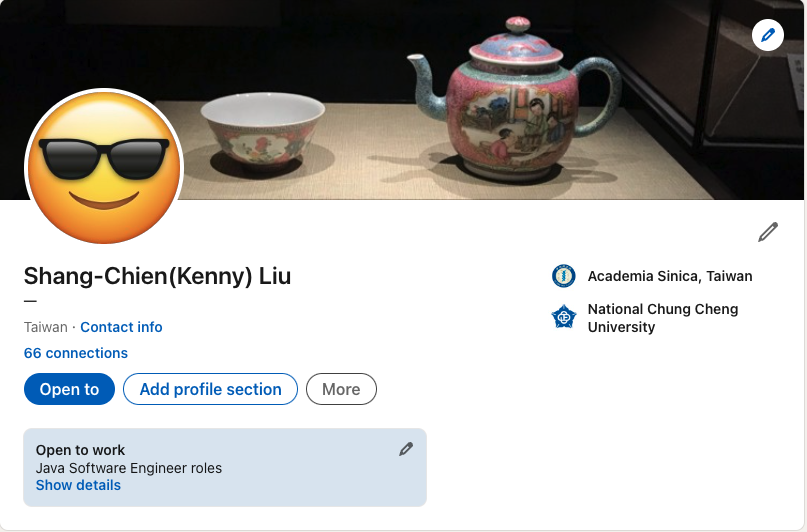 Shang-Chien(Kenny) Liu
—
Taiwan · Contact info
66 connections
Open to
Add profile section
More
Open to work
Java Software Engineer roles
Show details
Academia Sinica, Taiwan
National Chung Cheng
University